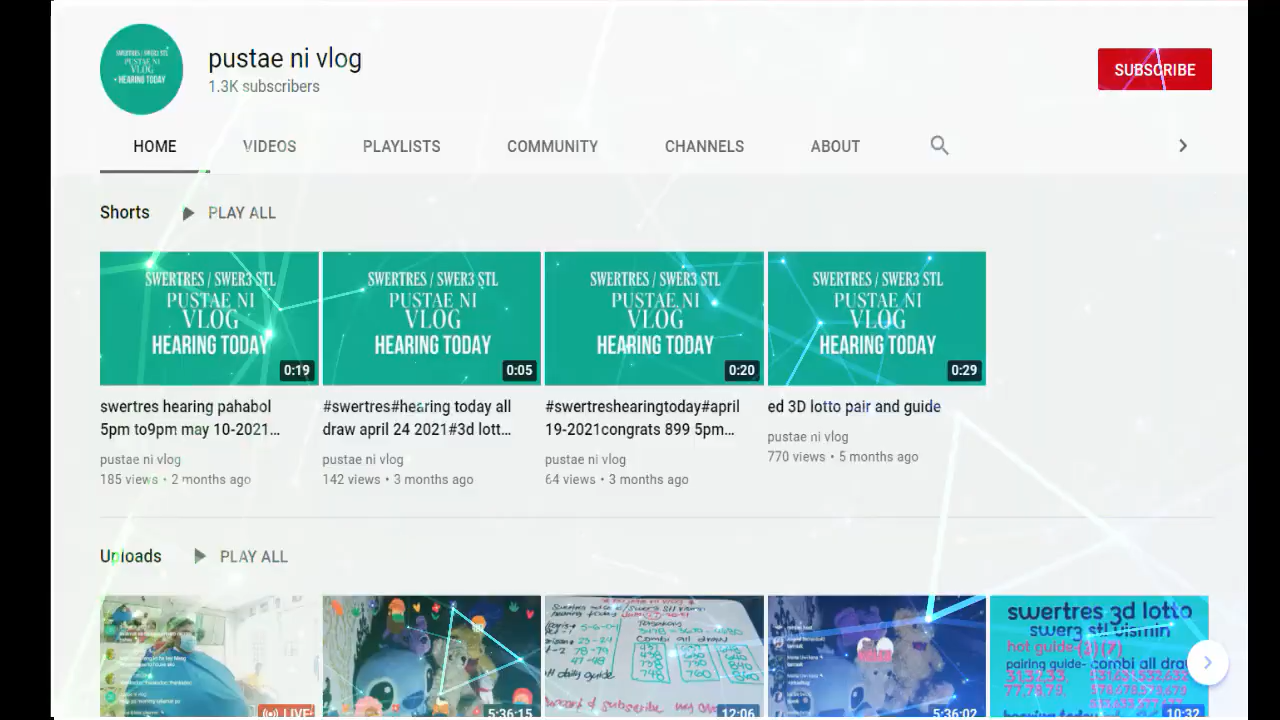 SWERTRES / SWER3 STL
PUSTAE NI
VLOG
HEARING TODAY
pustae ni vlog
1.3K subscribers
SUBSCRIBE
HOME
VIDEOS
PLAYLISTS
COMMUNITY
CHANNELS
ABOUT
Shorts
PLAY ALL
SWERTRES / SWER3 STL
PUSTAE NI
VLOG
HEARING TODAY
0:19
swertres hearing pahabol
5pm to9pm may 10-2021...
pustae ni vlog
185 views • 2 months ago
SWERTRES / SWER3 STL
PUSTAE NI
VLOG
HEARING TODAY
0:05
#swertres#hearing today all
draw april 24 2021#3d lott...
pustae ni vlog
142 views • 3 months ago
SWERTRES / SWER3 STL
PUSTAE NI
VLOG
HEARING TODAY
0:20
#swertreshearingtoday#april
19-2021congrats 899 5pm...
pustae ni vlog
64 views • 3 months ago
SWERTRES / SWER3 STL
PUSTAE NI
VLOG
HEARING TODAY
0:29
ed 3D lotto pair and guide
pustae ni vlog
770 views • 5 months ago
Uploads
PLAY ALL
LIVE
5:36:15
hearing today
daily guide
12:06
5:36:02
swertres 3d lotto
swer3 stl vismin
hot guide-(3)(7)
pairing guide- combi all
10:32